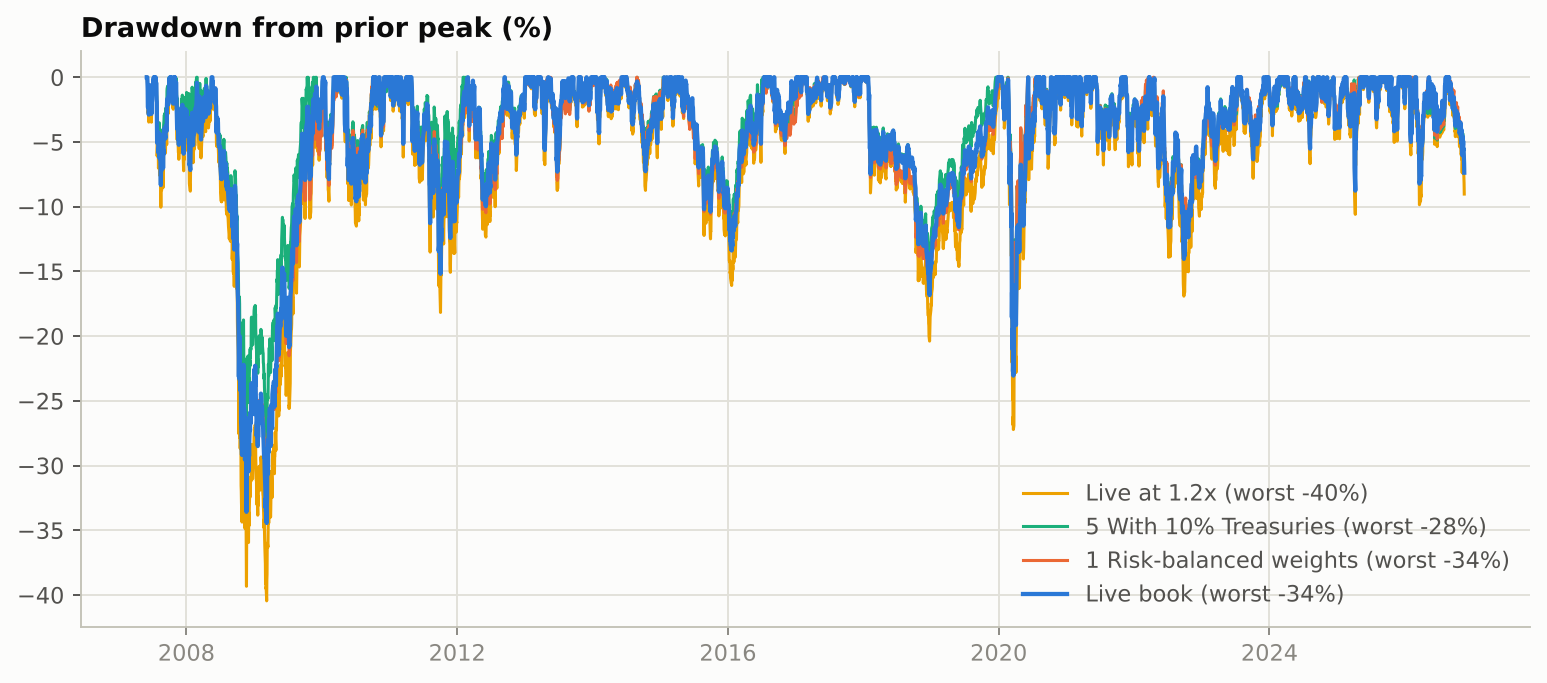 Drawdown from prior peak (%)
0
−5
−10
−15
−20
−25
−30
−35
−40
Live at 1.2x (worst -40%)
5 With 10% Treasuries (worst -28%)
1 Risk-balanced weights (worst -34%)
Live book (worst -34%)
2008 2012 2016 2020 2024